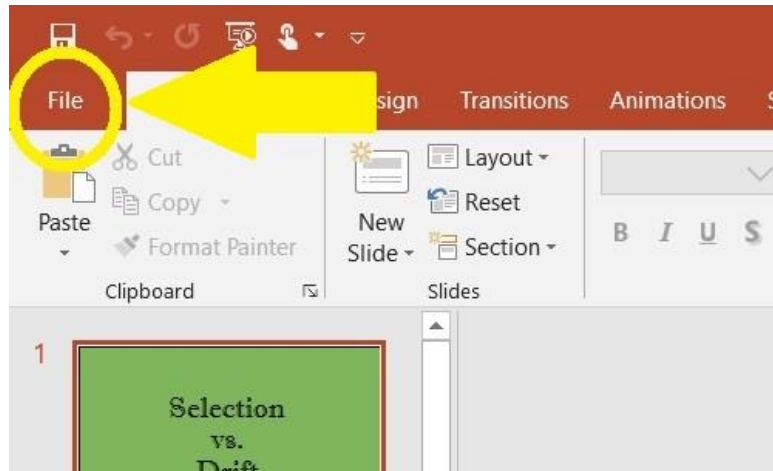 File
sign
Transitions
Animations
Cut
Copy
Paste
Format Painter
Clipboard
New
Slide
Layout
Reset
Section
Slides
B I U S
1
Selection
vs.
Drift